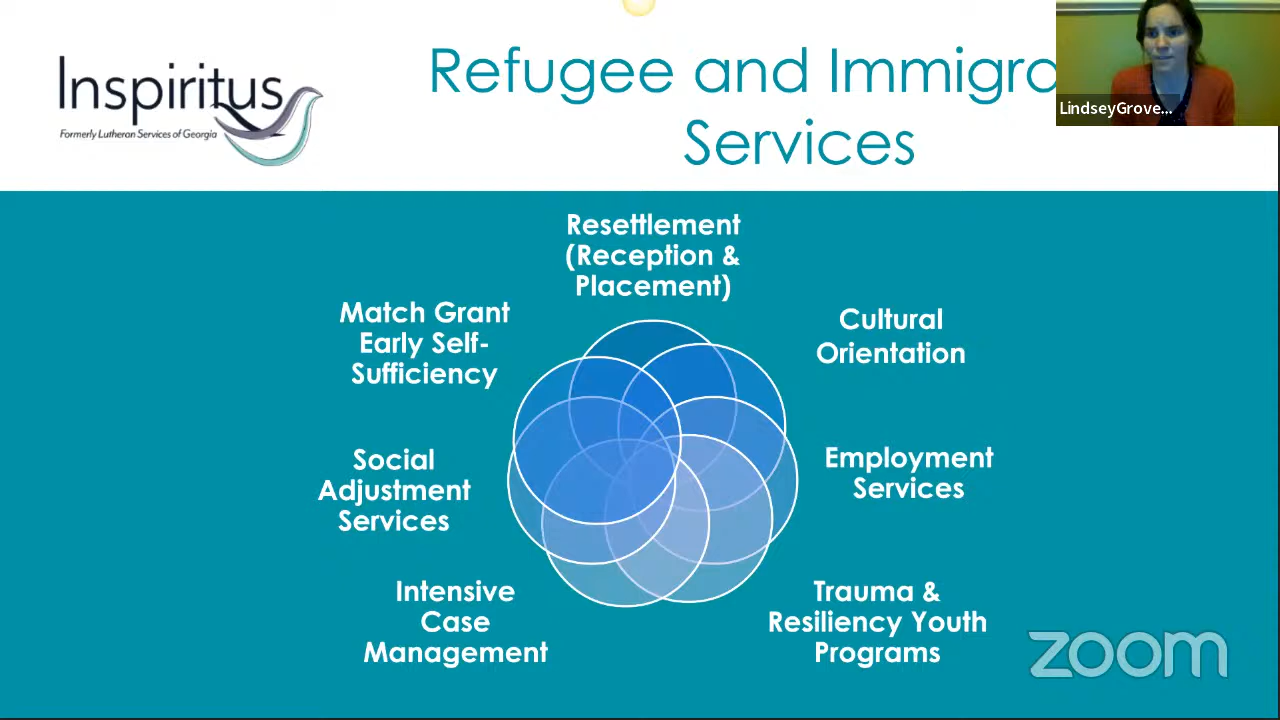 Inspiritus
Formerly Lutheran Services of Georgia
Refugee and Immigra
Services
LindseyGrove...
Resettlement
(Reception &
Placement)
Match Grant
Early Self-
Sufficiency
Cultural
Orientation
Social
Adjustment
Services
Employment
Services
Intensive
Case
Management
Trauma &
Resiliency Youth
Programs
zoom